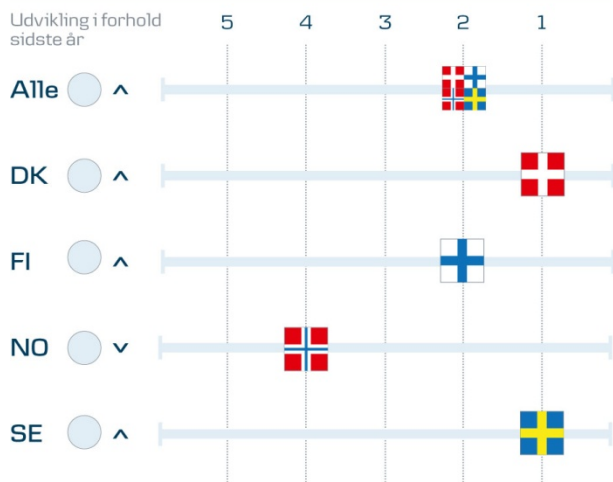 Udvikling i forhold
sidste år
5 4 3 2 1
Alle
DK
FI
NO
SE